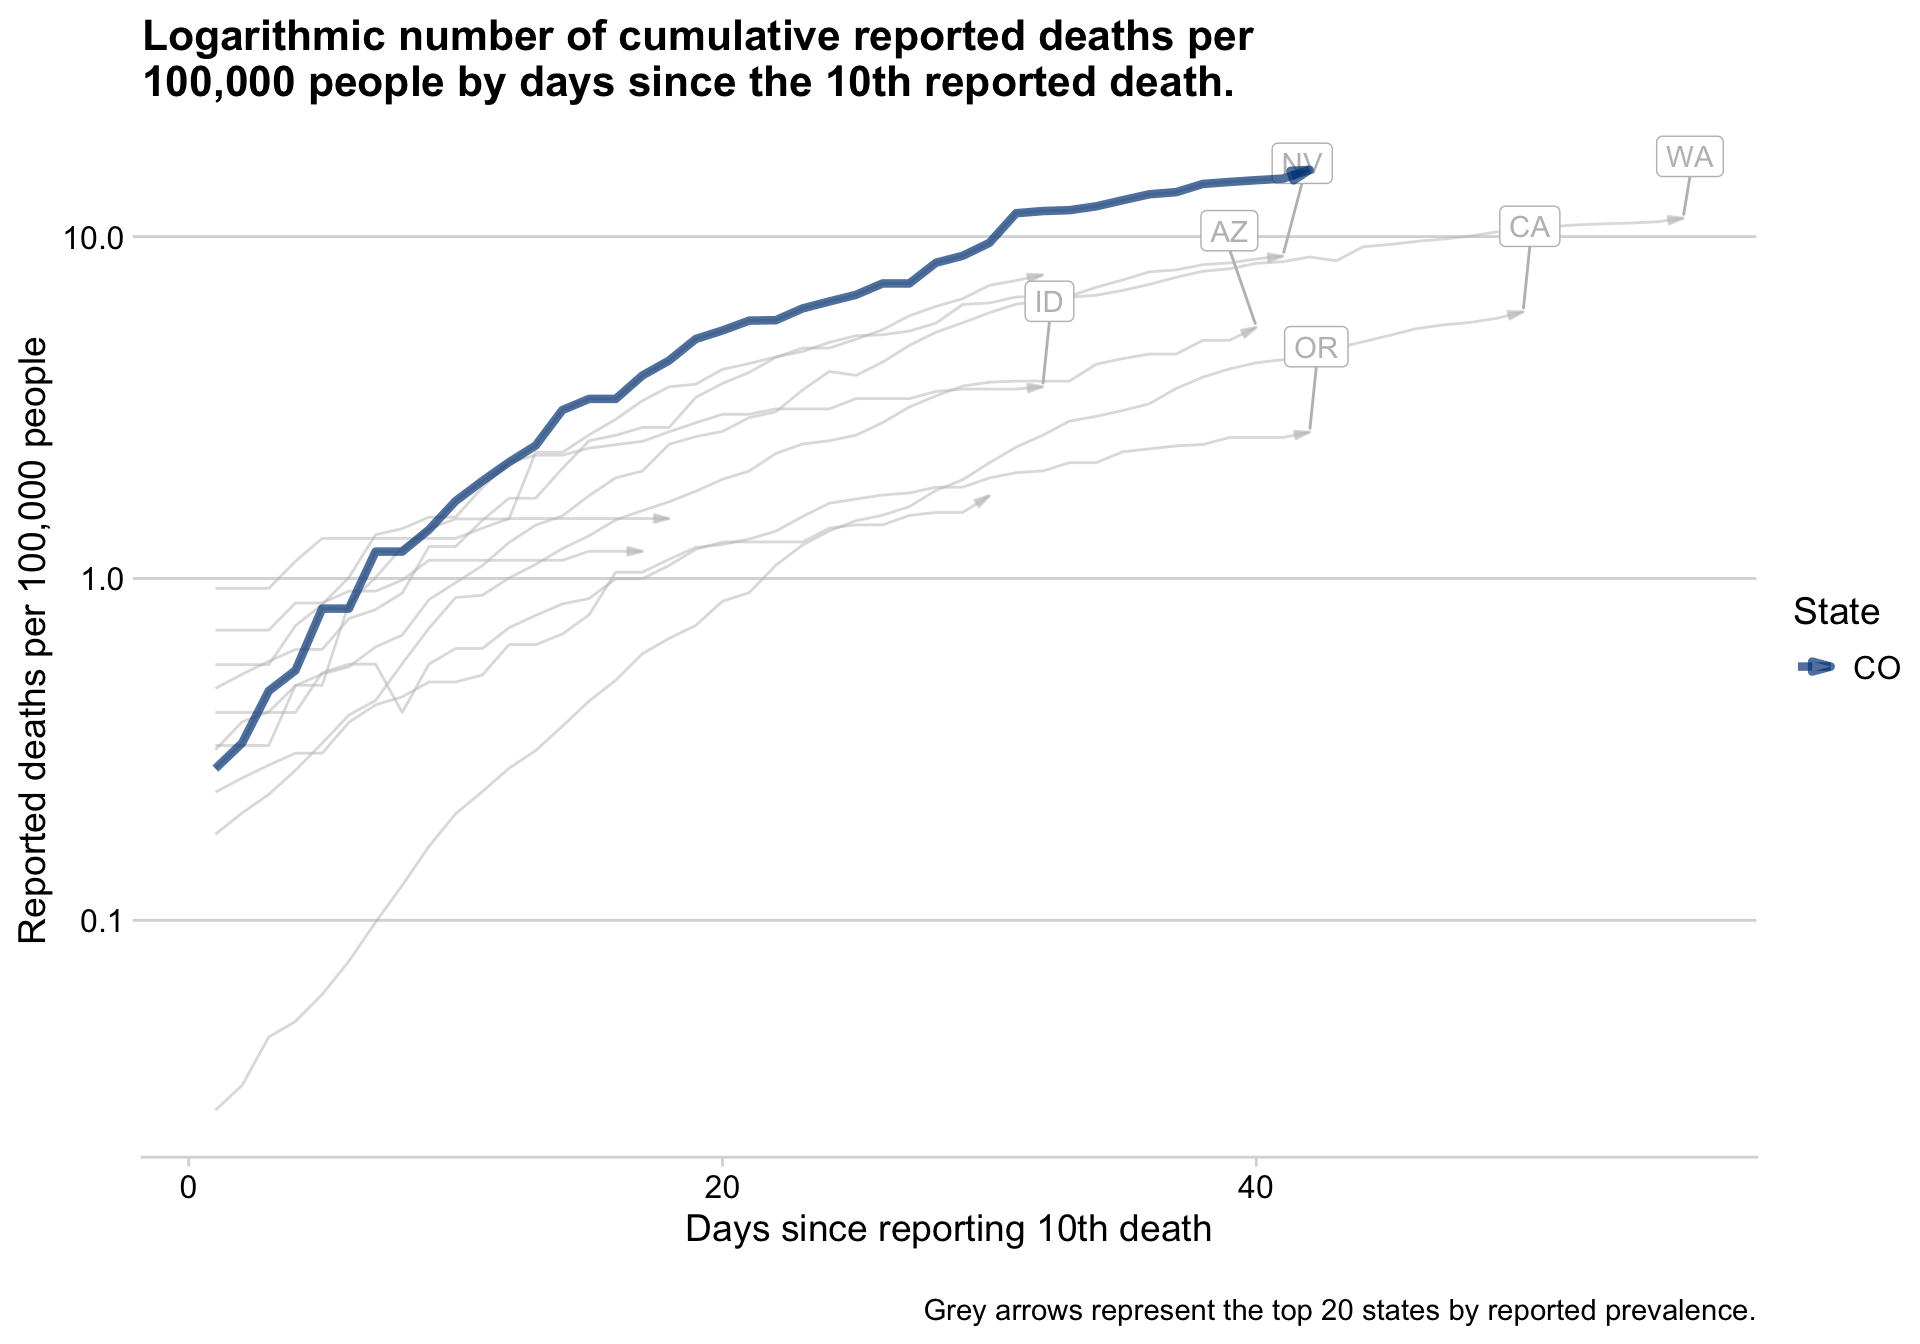 Logarithmic number of cumulative reported deaths per
100,000 people by days since the 10th reported death.
Reported deaths per 100,000 people
10.0
1.0
0.1
NV
WA
AZ
CA
ID
OR
State
CO
0
20
40
Days since reporting 10th death
Grey arrows represent the top 20 states by reported prevalence.